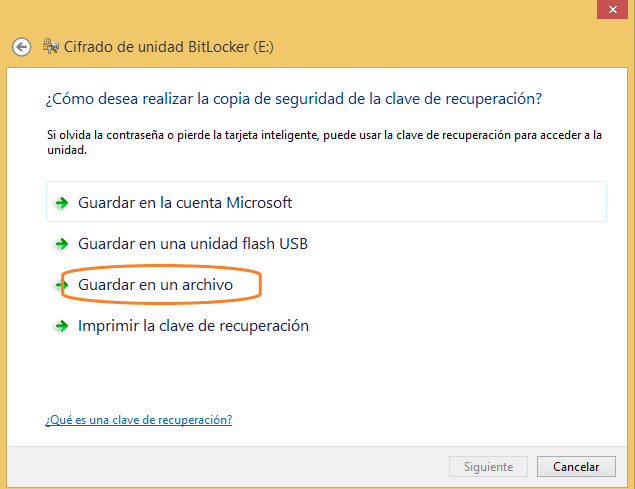 Cifrado de unidad BitLocker (E:)
¿Cómo desea realizar la copia de seguridad de la clave de recuperación?
Si olvida la contraseña o pierde la tarjeta inteligente, puede usar la clave de recuperación para acceder a la
unidad.
Guardar en la cuenta Microsoft
Guardar en una unidad flash USB
Guardar en un archivo
Imprimir la clave de recuperación
¿Qué es una clave de recuperación?
Siguiente
Cancelar